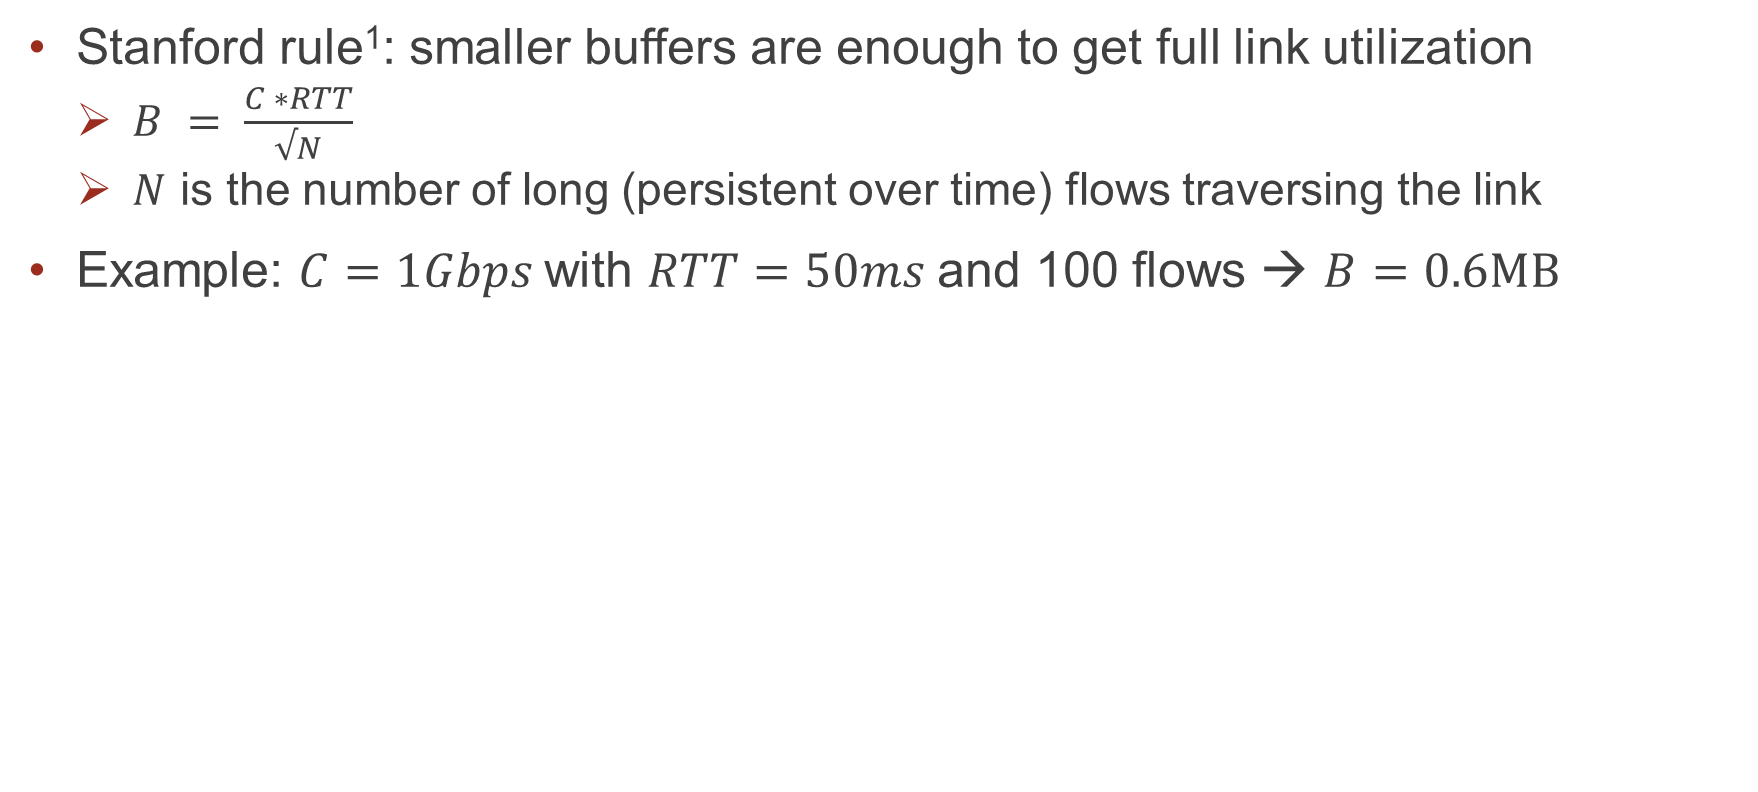 • Stanford rule¹: smaller buffers are enough to get full link utilization
➢ B = C ∗RTT / √N
➢ N is the number of long (persistent over time) flows traversing the link
• Example: C = 1Gbps with RTT = 50ms and 100 flows → B = 0.6MB